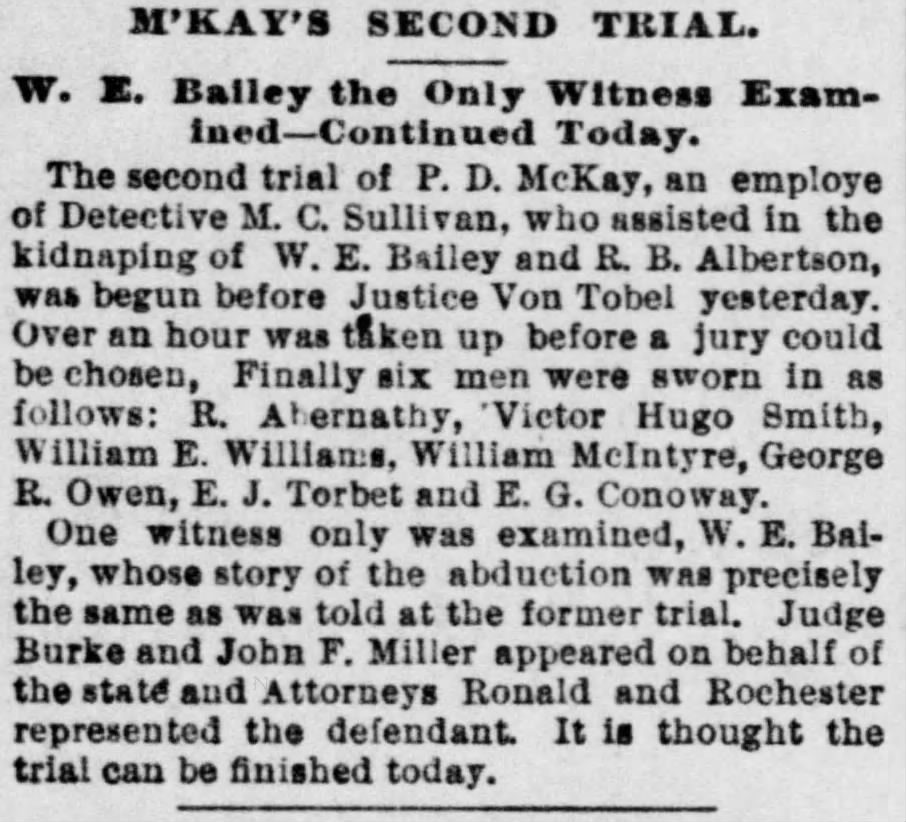 M'KAY'S SECOND TRIAL.
W. E. Bailey the Only Witness Exam-
ined—Continued Today.
The second trial of P. D. McKay, an employe
of Detective M. C. Sullivan, who assisted in the
kidnaping of W. E. Bailey and R. B. Albertson,
was begun before Justice Von Tobel yesterday.
Over an hour was taken up before a jury could
be chosen, Finally six men were sworn in as
follows: R. Abernathy, Victor Hugo Smith,
William E. Williams, William McIntyre, George
R. Owen, E. J. Torbet and E. G. Conoway.
One witness only was examined, W. E. Bai-
ley, whose story of the abduction was precisely
the same as was told at the former trial. Judge
Burke and John F. Miller appeared on behalf of
the state and Attorneys Ronald and Rochester
represented the defendant. It is thought the
trial can be finished today.